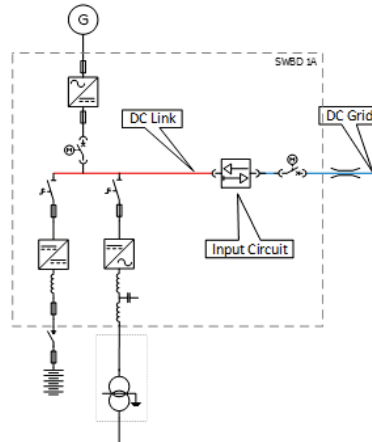 G
SWBD 1A
DC Link
DC Grid
M
M
Input Circuit